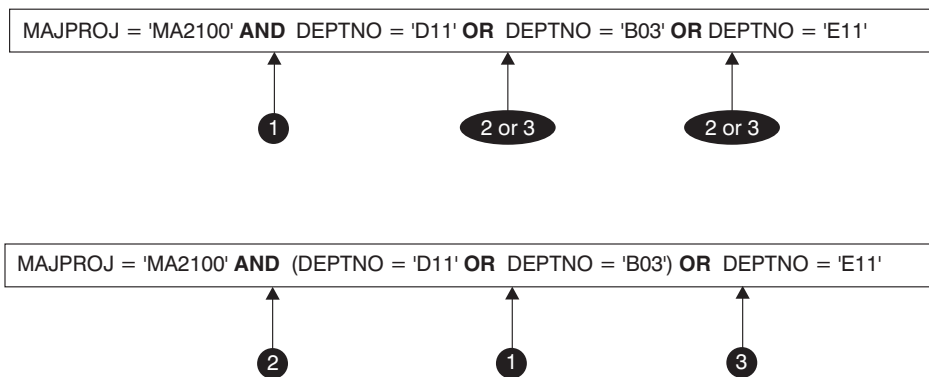 MAJPROJ = 'MA2100' AND DEPTNO = 'D11' OR DEPTNO = 'B03' OR DEPTNO = 'E11'
1 2 or 3 2 or 3
MAJPROJ = 'MA2100' AND (DEPTNO = 'D11' OR DEPTNO = 'B03') OR DEPTNO = 'E11'
2 1 3